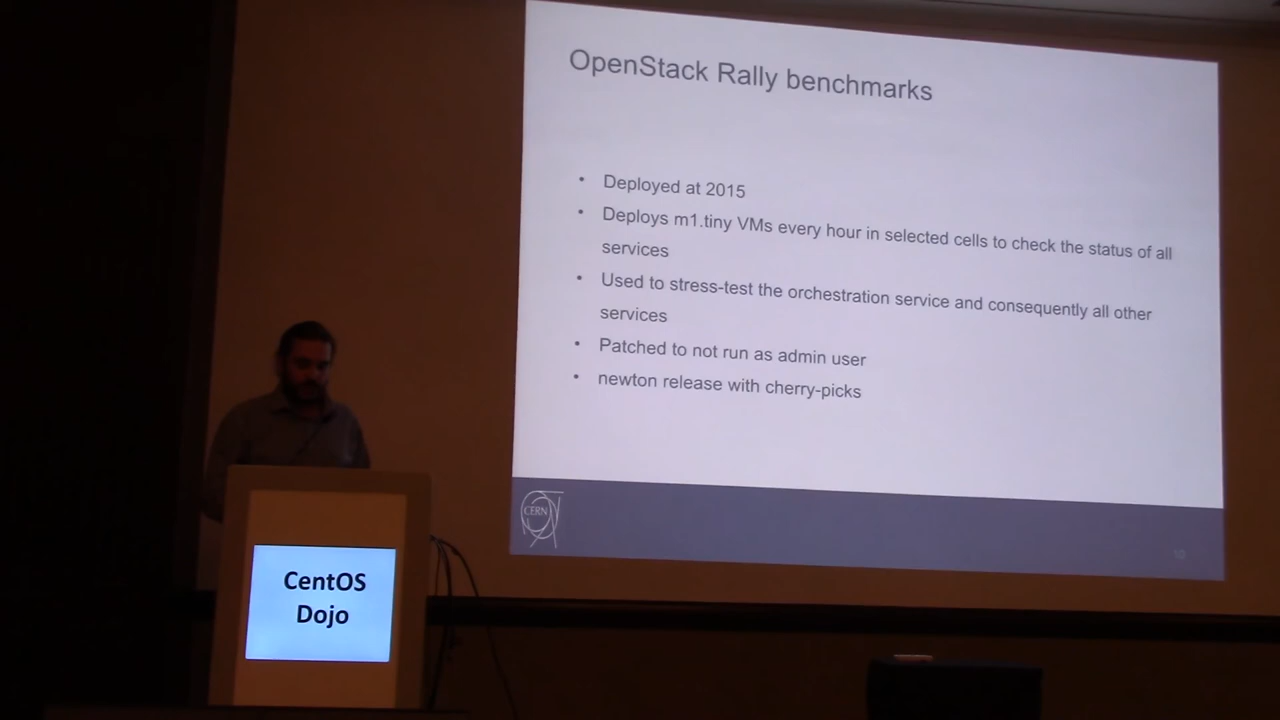 OpenStack Rally benchmarks
• Deployed at 2015
• Deploys m1.tiny VMs every hour in selected cells to check the status of all
services
• Used to stress-test the orchestration service and consequently all other
services
• Patched to not run as admin user
• newton release with cherry-picks
CERN
CentOS
Dojo